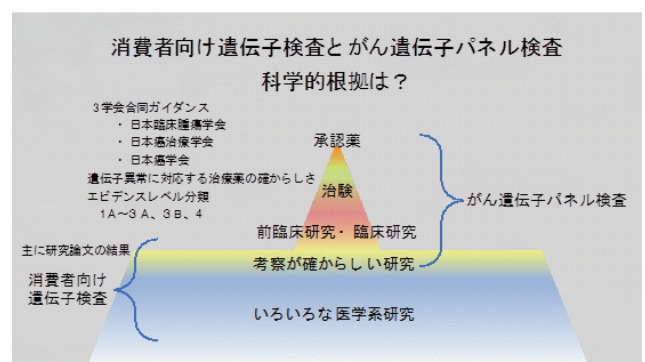 消費者向け遺伝子検査とがん遺伝子パネル検査
科学的根拠は？
3学会合同ガイダンス
・ 日本臨床腫瘍学会
・ 日本癌治療学会
・ 日本癌学会
遺伝子異常に対応する治療薬の確からしさ
エビデンスレベル分類
1A～3A、3B、4
承認薬
治験
前臨床研究・臨床研究
がん遺伝子パネル検査
主に研究論文の結果
考察が確からしい研究
消費者向け
遺伝子検査
いろいろな医学系研究